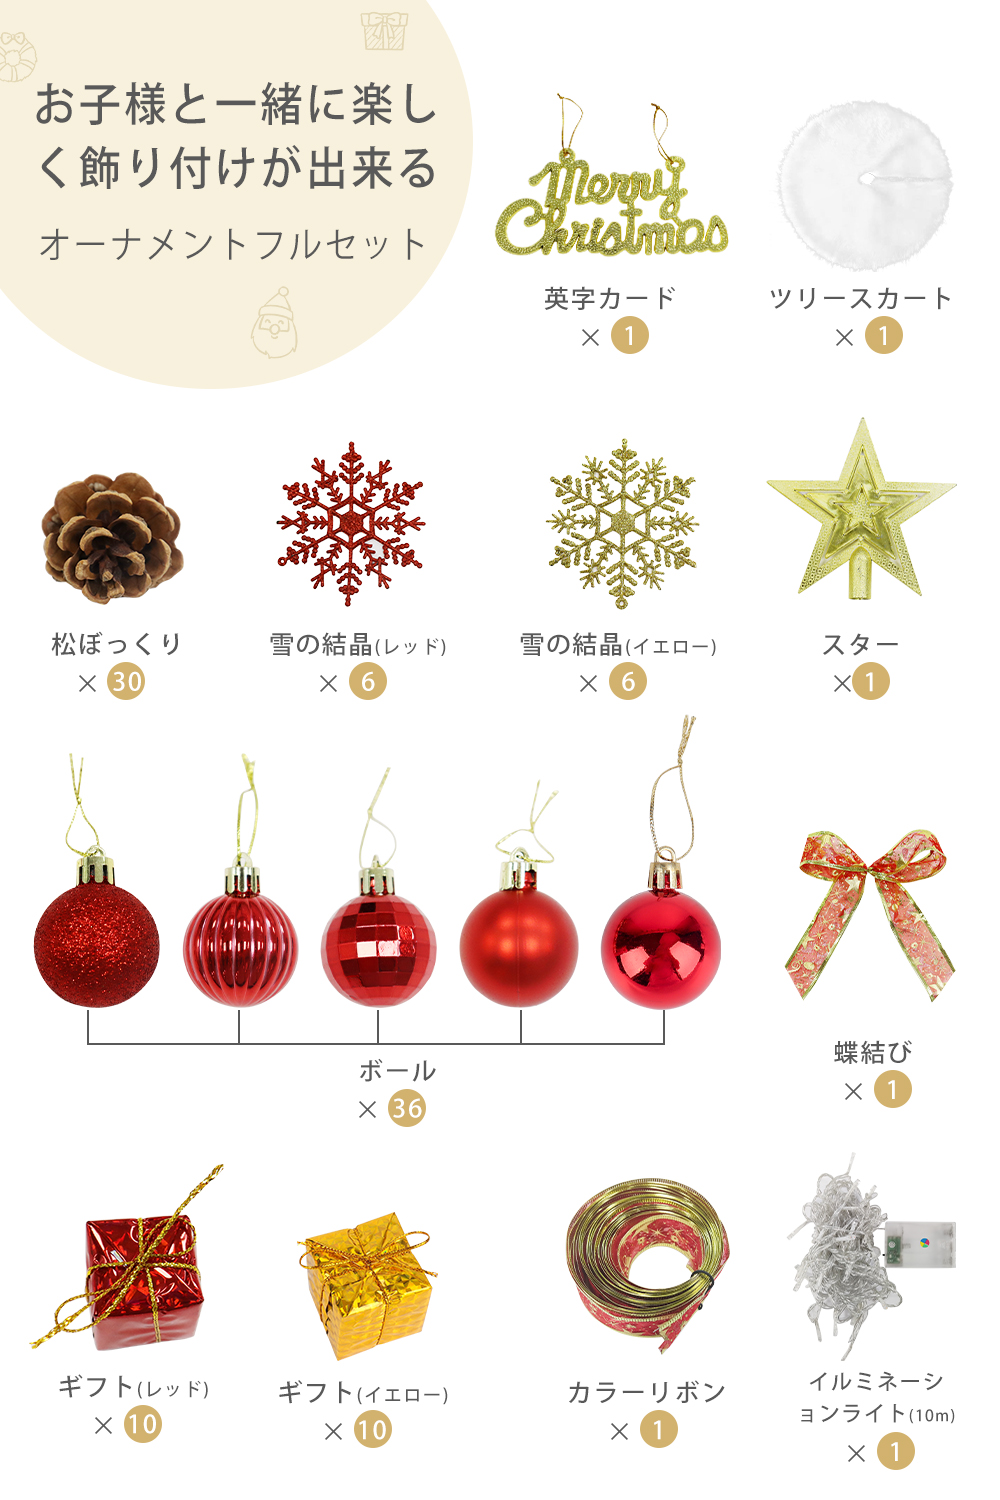 お子様と一緒に楽し
く飾り付けが出来る
オーナメントフルセット
Merry
Christmas
英字カード
× 1
ツリースカート
× 1
松ぼっくり
× 30
雪の結晶(レッド)
× 6
雪の結晶(イエロー)
× 6
スター
×1
ボール
× 36
蝶結び
× 1
ギフト(レッド)
× 10
ギフト(イエロー)
× 10
カラーリボン
× 1
イルミネーシ
ョンライト(10m)
× 1